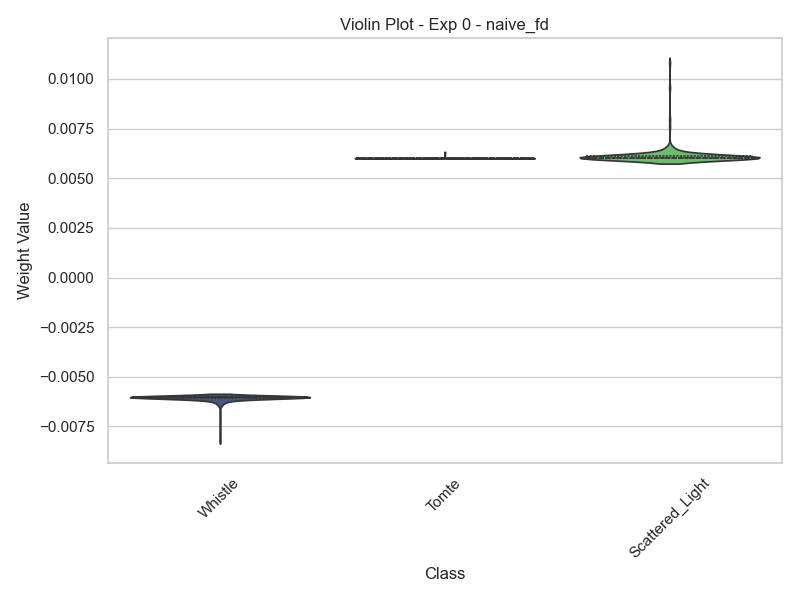 Violin Plot - Exp 0 - naive_fd
0.0100
0.0075
0.0050
0.0025
0.0000
−0.0025
−0.0050
−0.0075
Weight Value
Whistle
Tomte
Scattered_Light
Class